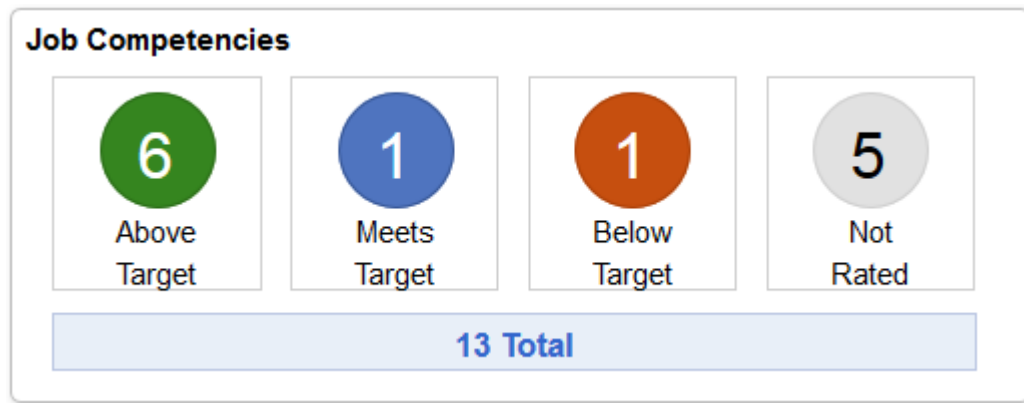 Job Competencies
6
Above
Target
1
Meets
Target
1
Below
Target
5
Not
Rated
13 Total